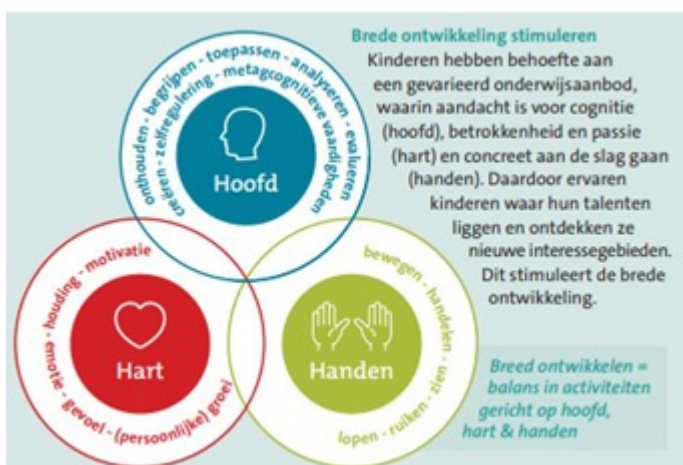 Brede ontwikkeling stimuleren
Kinderen hebben behoefte aan
een gevarieerd onderwijsaanbod,
waarin aandacht is voor cognitie
(hoofd), betrokkenheid en passie
(hart) en concreet aan de slag gaan
(handen). Daardoor ervaren
kinderen waar hun talenten
liggen en ontdekken ze
nieuwe interessegebieden.
Dit stimuleert de brede
ontwikkeling.
onthouden - begrijpen - toepassen - analyseren - evalueren
creëren - zelfregulering - metagcognitieve vaardigheden
Hoofd
emotie - houding - motivatie
Hart
- gevoel - (persoonlijke) groei
bewegen - handelen
Handen
lopen - ruiken - zien -
Breed ontwikkelen =
balans in activiteiten
gericht op hoofd,
hart & handen